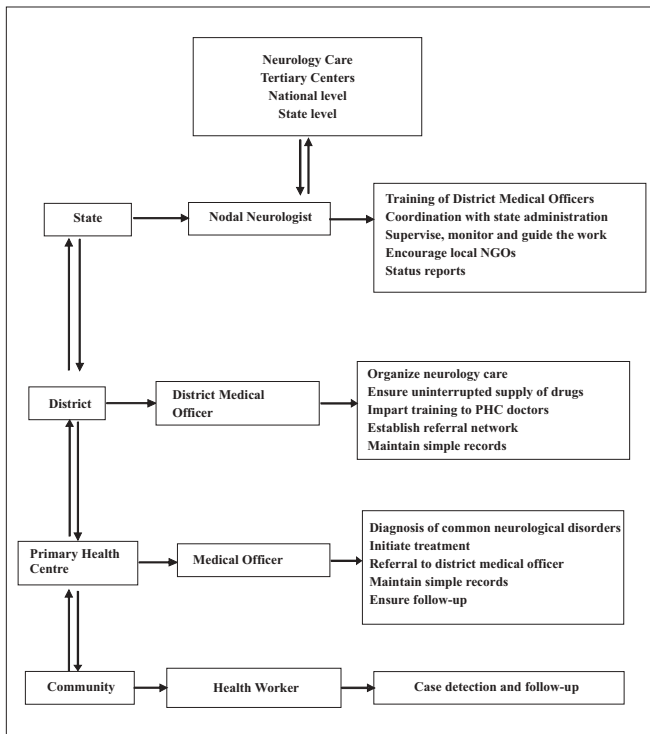 Neurology Care
Tertiary Centers
National level
State level
State
Nodal Neurologist
Training of District Medical Officers
Coordination with state administration
Supervise, monitor and guide the work
Encourage local NGOs
Status reports
District
District Medical
Officer
Organize neurology care
Ensure uninterrupted supply of drugs
Impart training to PHC doctors
Establish referral network
Maintain simple records
Primary Health
Centre
Medical Officer
Diagnosis of common neurological disorders
Initiate treatment
Referral to district medical officer
Maintain simple records
Ensure follow-up
Community
Health Worker
Case detection and follow-up